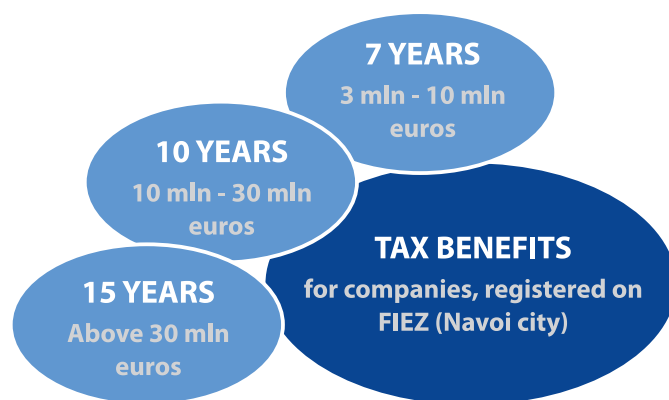 7 YEARS
3 mln - 10 mln
euros
10 YEARS
10 mln - 30 mln
euros
15 YEARS
Above 30 mln
euros
TAX BENEFITS
for companies, registered on
FIEZ (Navoi city)